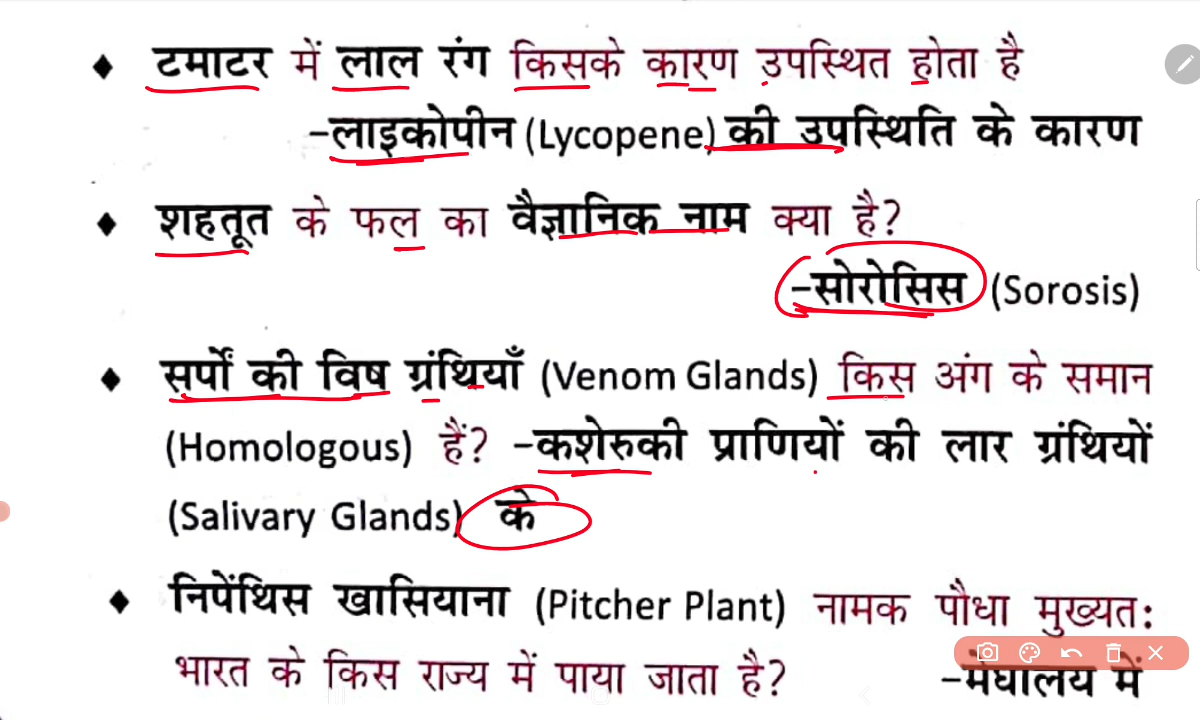 ♦ टमाटर में लाल रंग किसके कारण उपस्थित होता है
–लाइकोपीन (Lycopene) की उपस्थिति के कारण
♦ शहतूत के फल का वैज्ञानिक नाम क्या है?
–सोरोसिस (Sorosis)
♦ सर्पों की विष ग्रंथियाँ (Venom Glands) किस अंग के समान
(Homologous) हैं? –कशेरुकी प्राणियों की लार ग्रंथियों
(Salivary Glands) के
♦ निपेंथिस खासियाना (Pitcher Plant) नामक पौधा मुख्यत:
भारत के किस राज्य में पाया जाता है? –मेघालय में